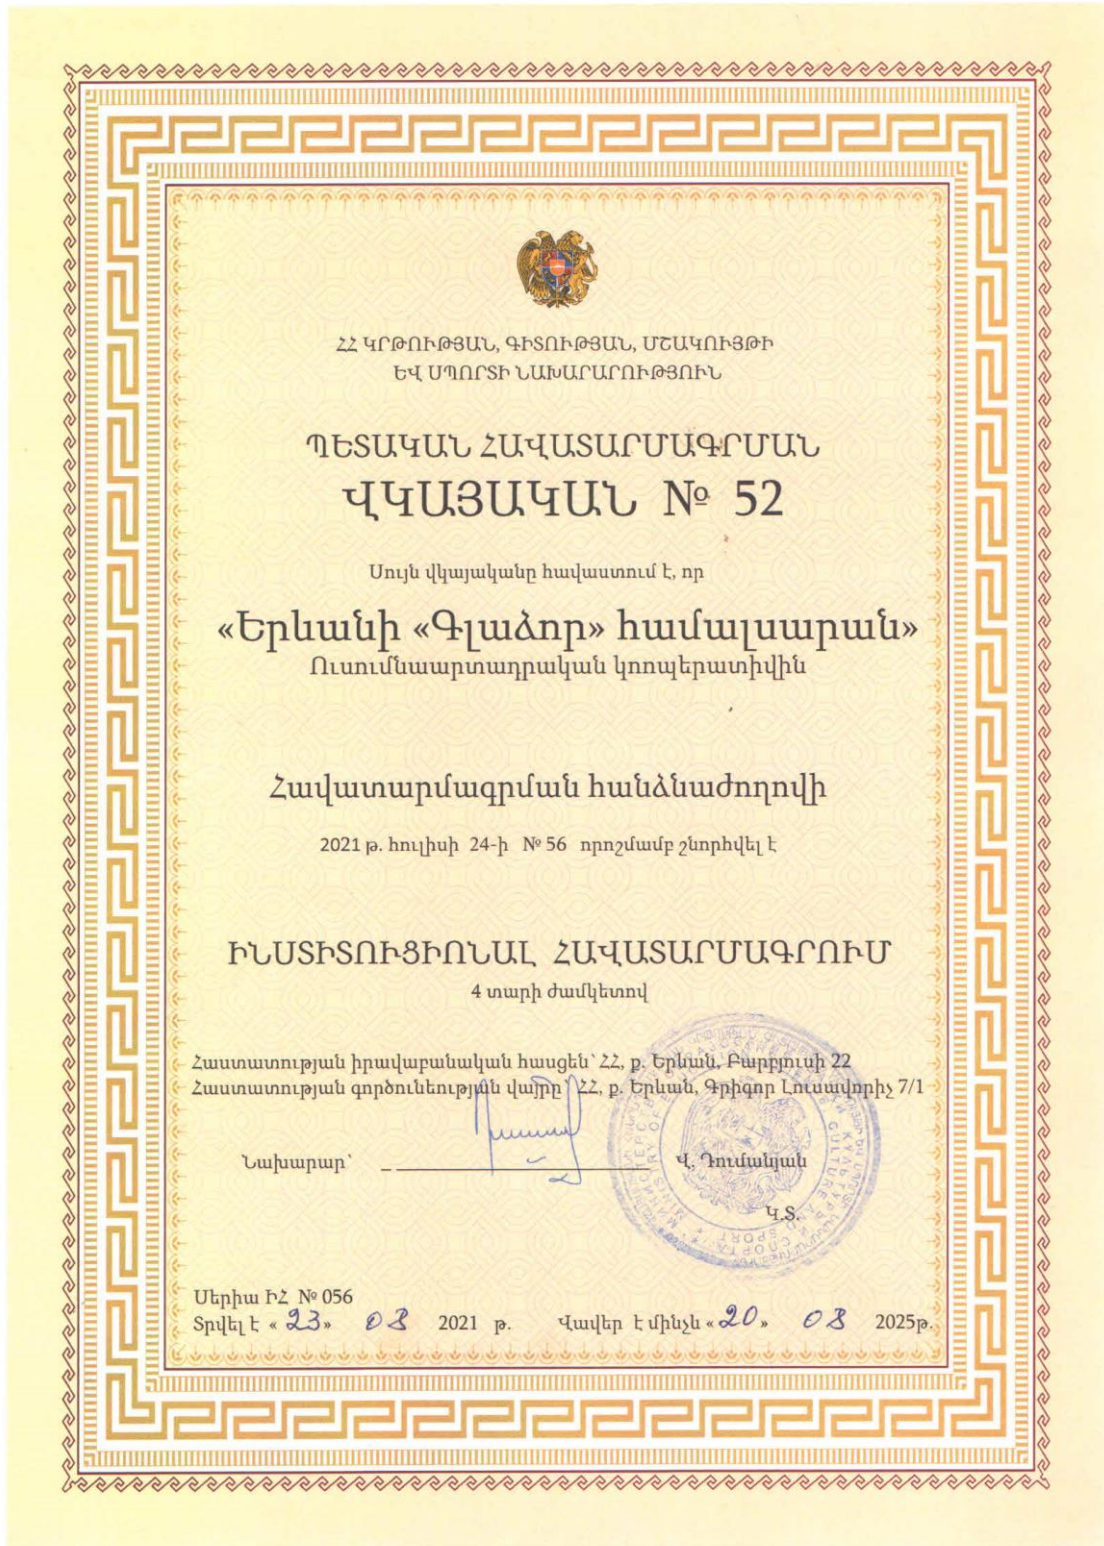 ՀՀ ԿՐԹՈՒԹՅԱՆ, ԳԻՏՈՒԹՅԱՆ, ՄՇԱԿՈՒՅԹԻ
ԵՎ ՍՊՈՐՏԻ ՆԱԽԱՐԱՐՈՒԹՅՈՒՆ
ՊԵՏԱԿԱՆ ՀԱՎԱՏԱՐՄԱԳՐՄԱՆ
ՎԿԱՅԱԿԱՆ № 52
Սույն վկայականը հավաստում է, որ
«Երևանի «Գլաձոր» համալսարան»
Ուսումնաարտադրական կոոպերատիվին
Հավատարմագրման հանձնաժողովի
2021 թ. հուլիսի 24-ի № 56 որոշմամբ շնորհվել է
ԻՆՍՏԻՏՈՒՑԻՈՆԱԼ ՀԱՎԱՏԱՐՄԱԳՐՈՒՄ
4 տարի ժամկետով
Հաստատության իրավաբանական հասցեն՝ ՀՀ, ք. Երևան, Բարբյուսի 22
Հաստատության գործունեության վայրը՝ ՀՀ, ք. Երևան, Գրիգոր Լուսավորիչ 7/1
Նախարար՝ Վ. Դումանյան
Կ.Տ.
Սերիա ԻՀ № 056
Տրվել է « 23» 08 2021 թ. Վավեր է մինչև « 20 » 08 2025թ.